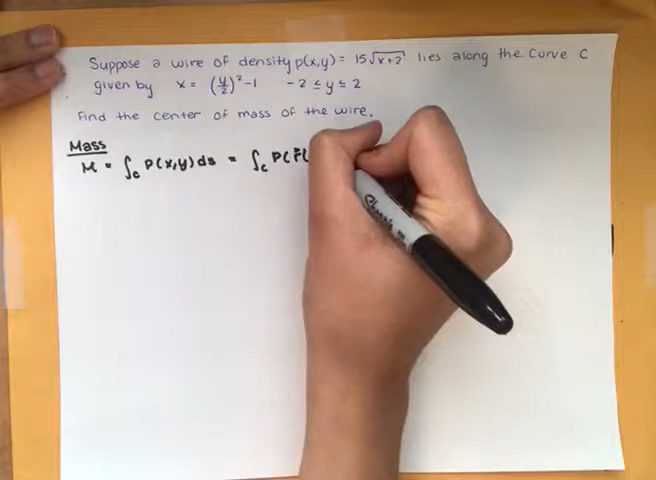 Suppose a wire of density p(x,y) = 15√x+2 lies along the curve C
given by x = (y/2)²-1 -2 ≤ y ≤ 2
Find the center of mass of the wire.
Mass
M = ∫c P(x,y) ds = ∫c P(r⃗(
Sharpie